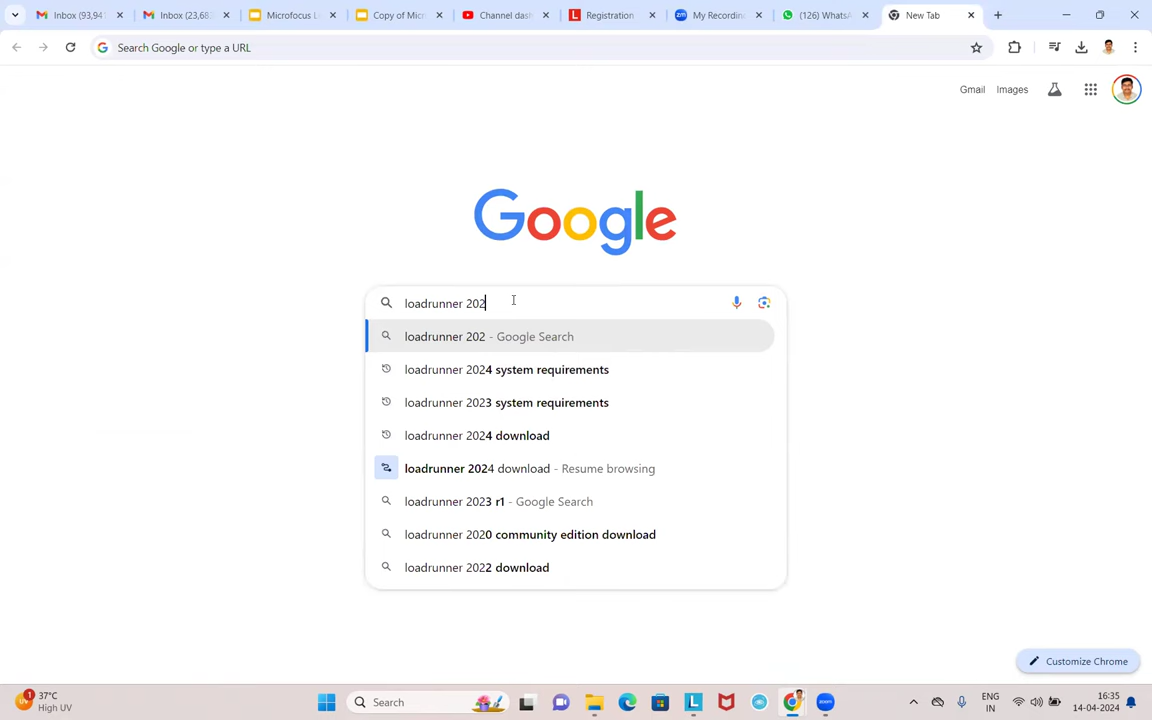 Inbox (93,94
Inbox (23,683
Microfocus L
Copy of Micr
Channel dash
Registration
My Recording
(126) WhatsA
New Tab
Search Google or type a URL
Gmail
Images
Google
loadrunner 202
loadrunner 202 - Google Search
loadrunner 2024 system requirements
loadrunner 2023 system requirements
loadrunner 2024 download
loadrunner 2024 download - Resume browsing
loadrunner 2023 r1 - Google Search
loadrunner 2020 community edition download
loadrunner 2022 download
Customize Chrome
1
37°C
High UV
Search
ENG
IN
16:35
14-04-2024